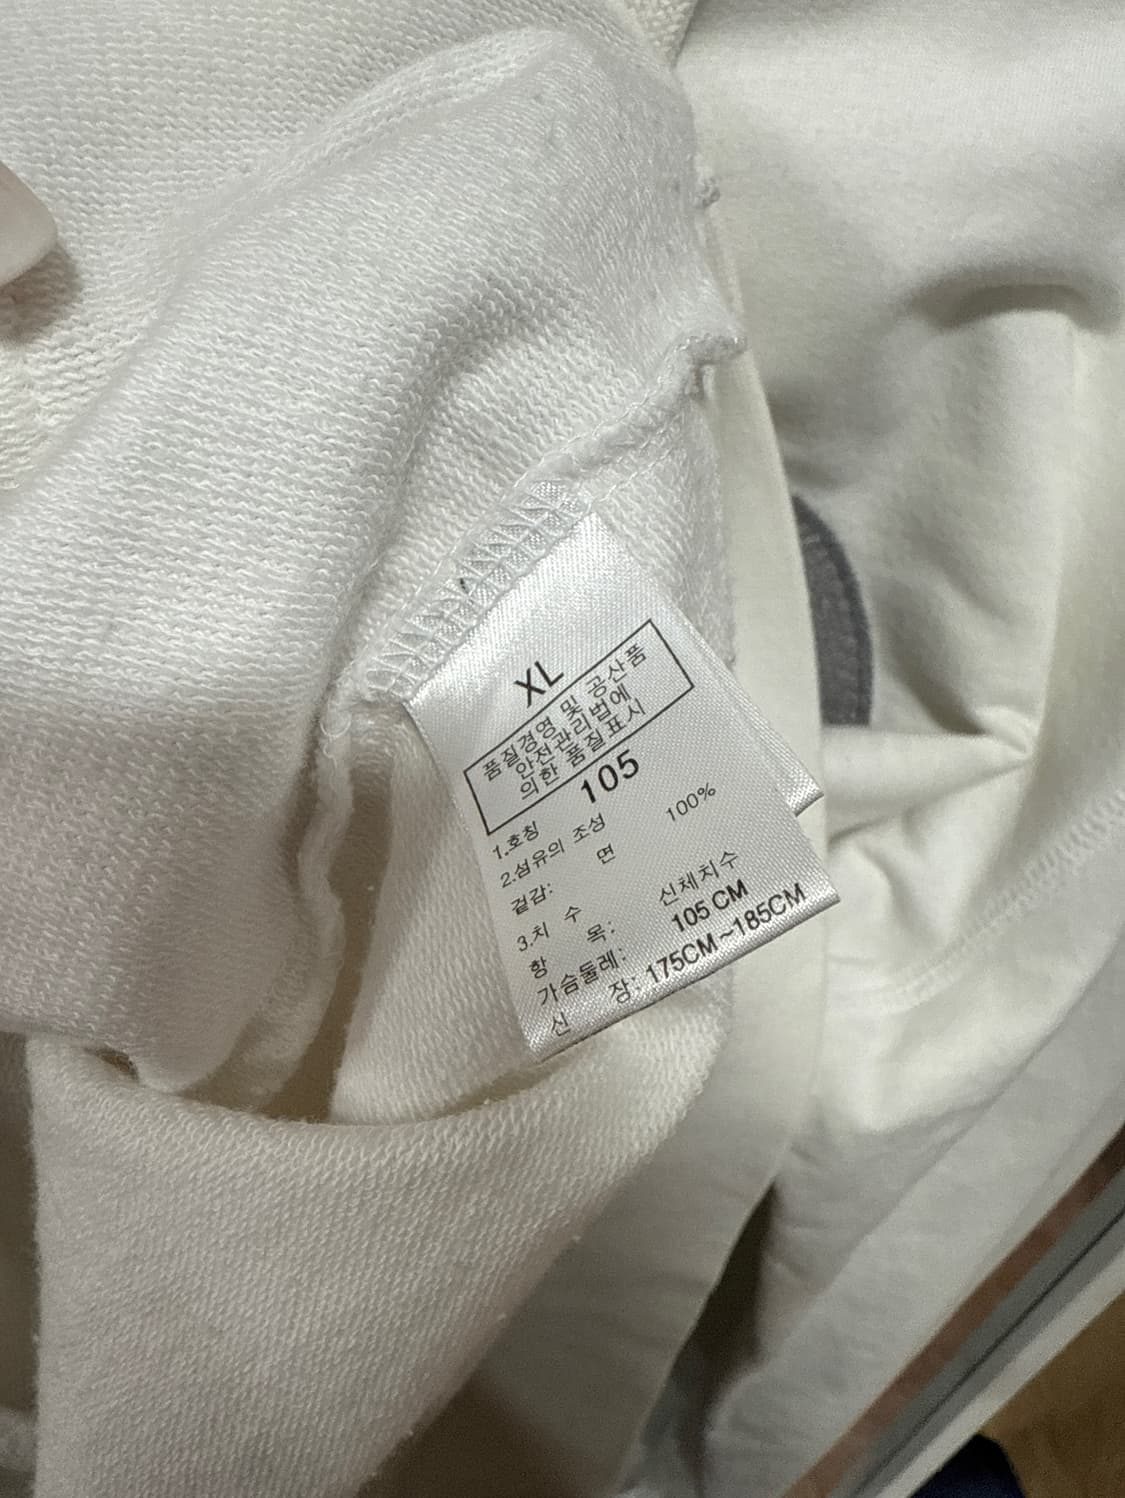 XL
품질경영 및 공산품
안전관리법에
의한 품질표시
1.호칭 105
2.섬유의 조성
겉감: 면 100%
3.치 수
항 목: 신체치수
가슴둘레: 105 CM
신 장: 175CM~185CM